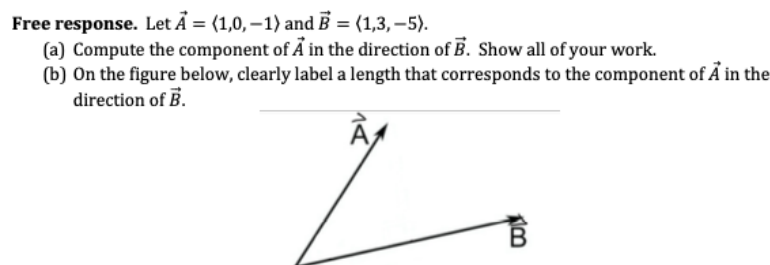 Free response. Let A⃗ = ⟨1,0,−1⟩ and B⃗ = ⟨1,3,−5⟩.
(a) Compute the component of A⃗ in the direction of B⃗. Show all of your work.
(b) On the figure below, clearly label a length that corresponds to the component of A⃗ in the
direction of B⃗.
A⃗
B⃗